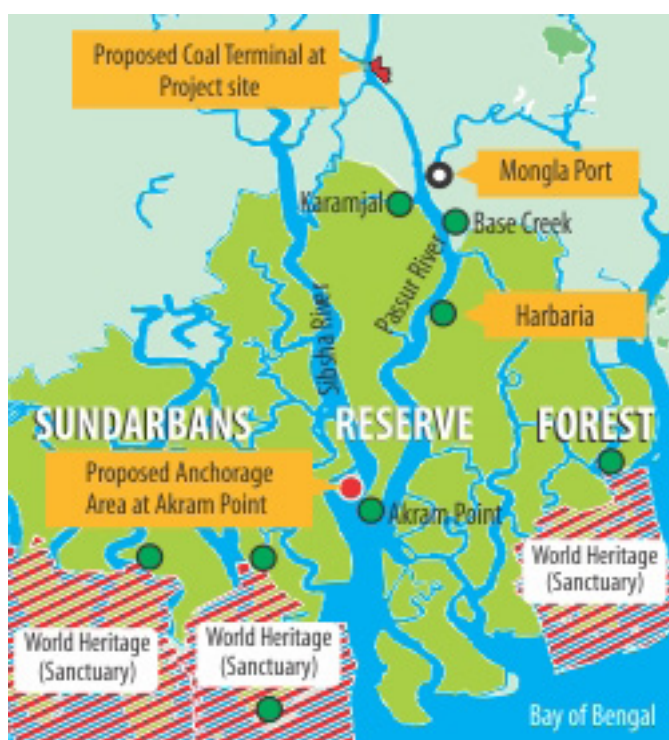 Proposed Coal Terminal at
Project site
Mongla Port
Karamjal
Base Creek
Passur River
Harbaria
Sibsha River
SUNDARBANS RESERVE FOREST
Proposed Anchorage
Area at Akram Point
Akram Point
World Heritage
(Sanctuary)
World Heritage
(Sanctuary)
World Heritage
(Sanctuary)
Bay of Bengal